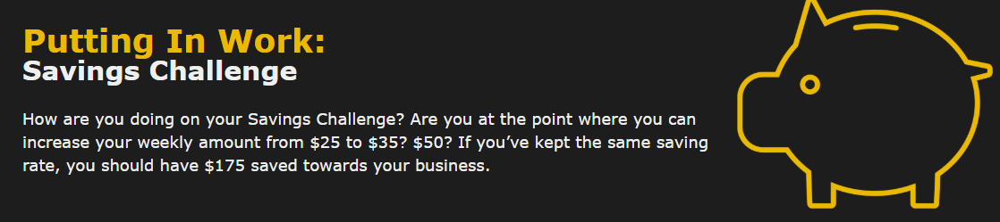 Putting In Work:
Savings Challenge
How are you doing on your Savings Challenge? Are you at the point where you can
increase your weekly amount from $25 to $35? $50? If you’ve kept the same saving
rate, you should have $175 saved towards your business.